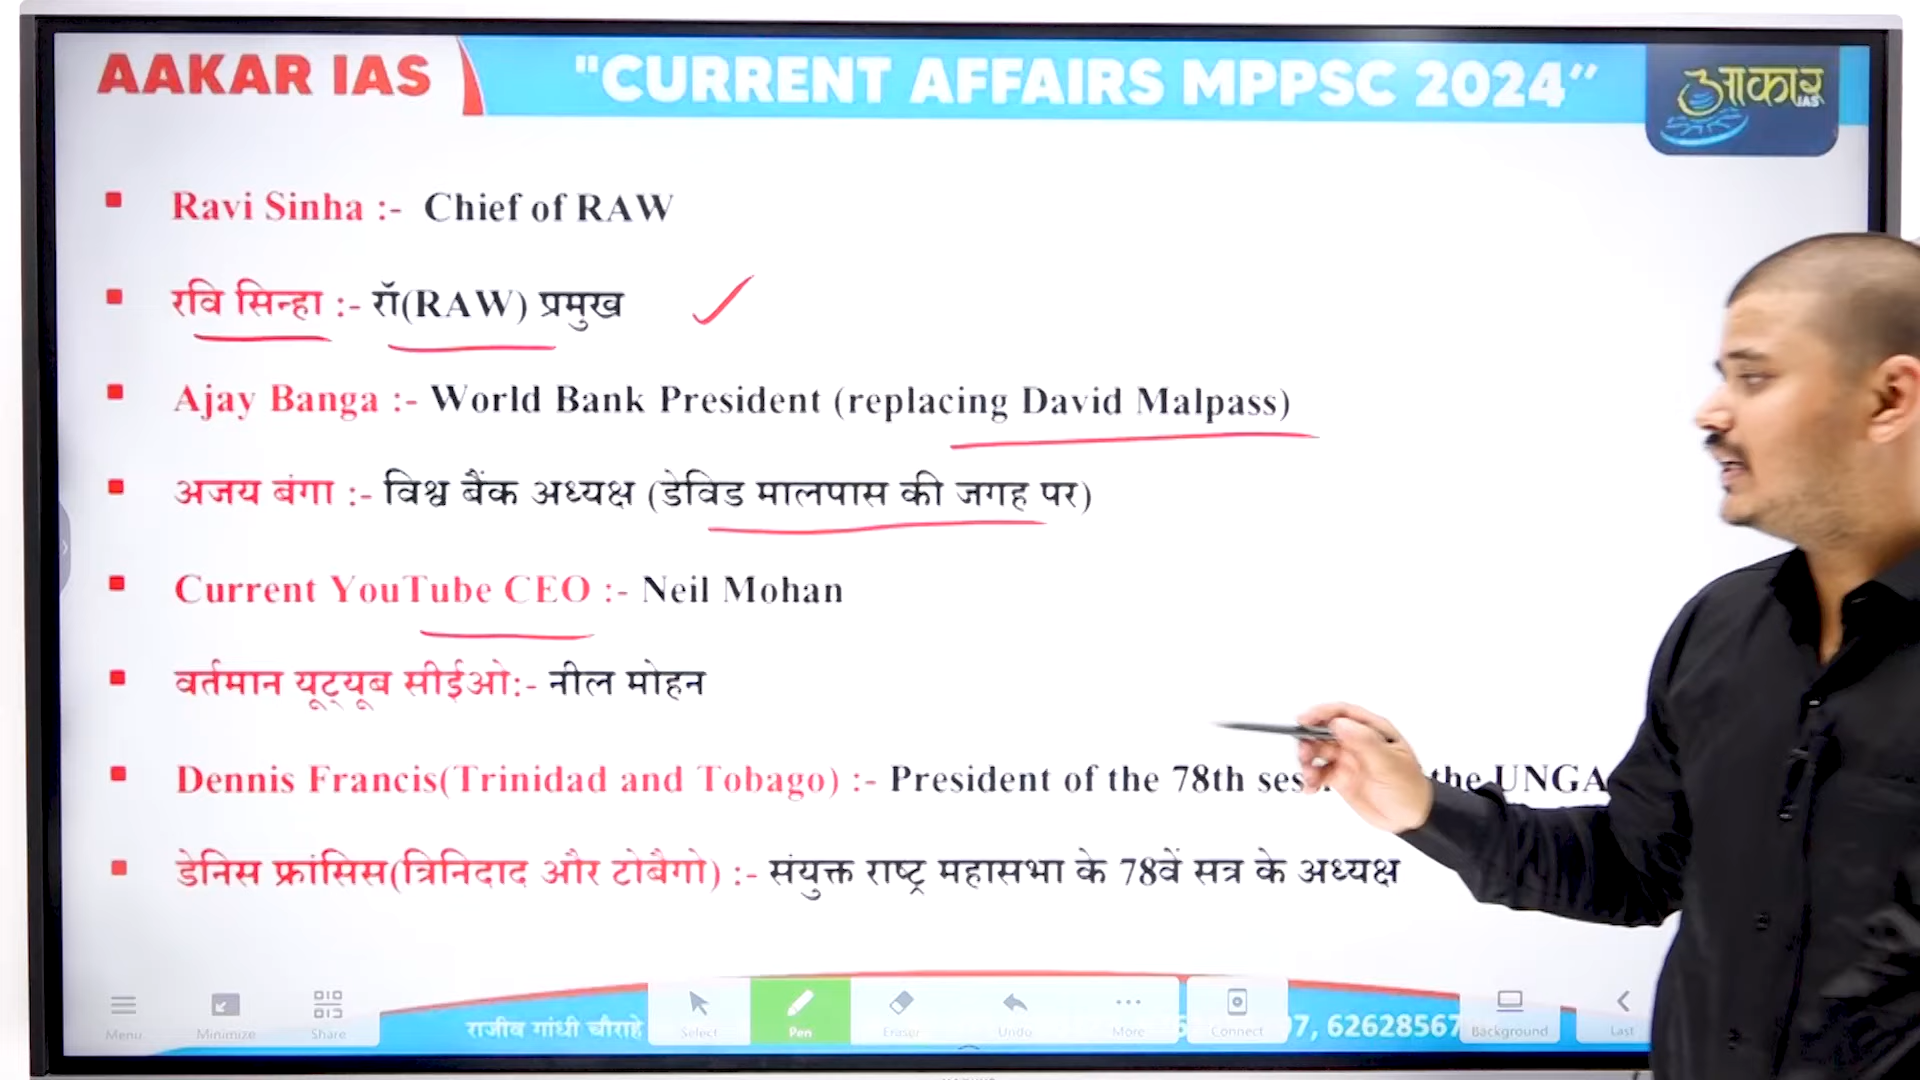 AAKAR IAS
"CURRENT AFFAIRS MPPSC 2024”
आकार
IAS
Ravi Sinha :- Chief of RAW
रवि सिन्हा :- रॉ(RAW) प्रमुख
Ajay Banga :- World Bank President (replacing David Malpass)
अजय बंगा :- विश्व बैंक अध्यक्ष (डेविड मालपास की जगह पर)
Current YouTube CEO :- Neil Mohan
वर्तमान यूट्यूब सीईओ:- नील मोहन
Dennis Francis(Trinidad and Tobago) :- President of the 78th the UNGA
डेनिस फ्रांसिस(त्रिनिदाद और टोबैगो) :- संयुक्त राष्ट्र महासभा के 78वें सत्र के अध्यक्ष
राजीव गांधी चौराहे
Menu Minimize Share Select Pen Eraser Undo More Connect Background Last